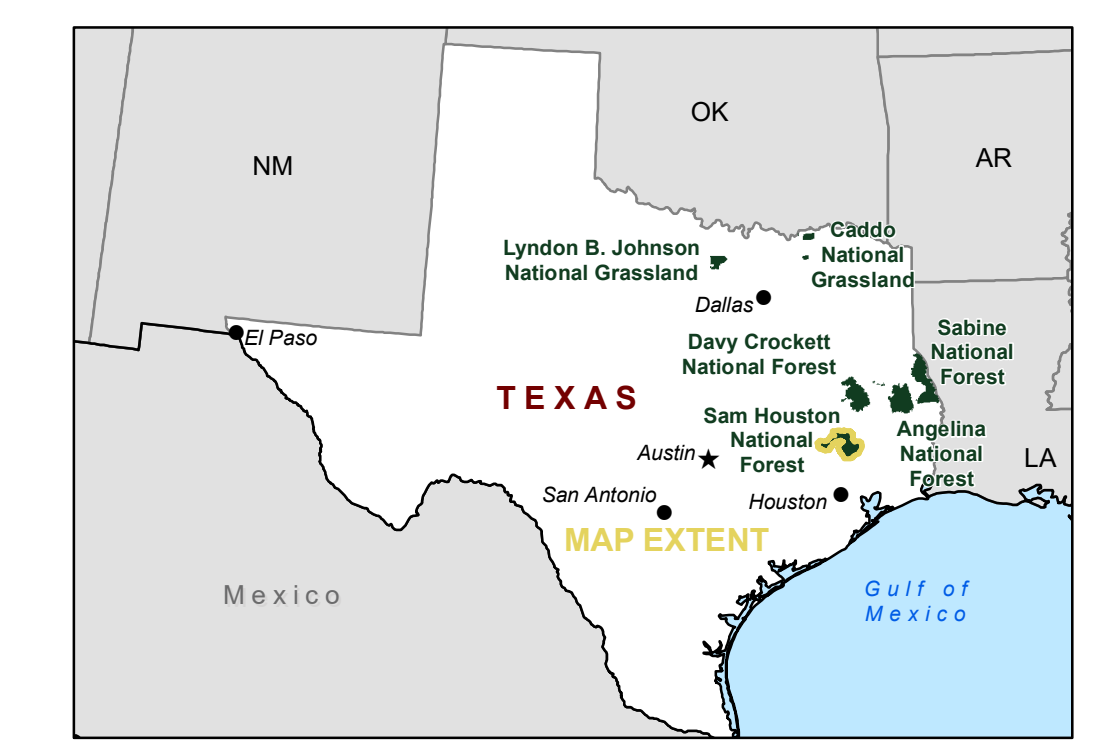 OK
AR
NM
Caddo
National
Grassland
Lyndon B. Johnson
National Grassland
Dallas
El Paso
Davy Crockett
National Forest
Sabine
National
Forest
TEXAS
Sam Houston
National
Forest
Angelina
National
Forest
Austin
LA
San Antonio
Houston
MAP EXTENT
Mexico
Gulf of
Mexico